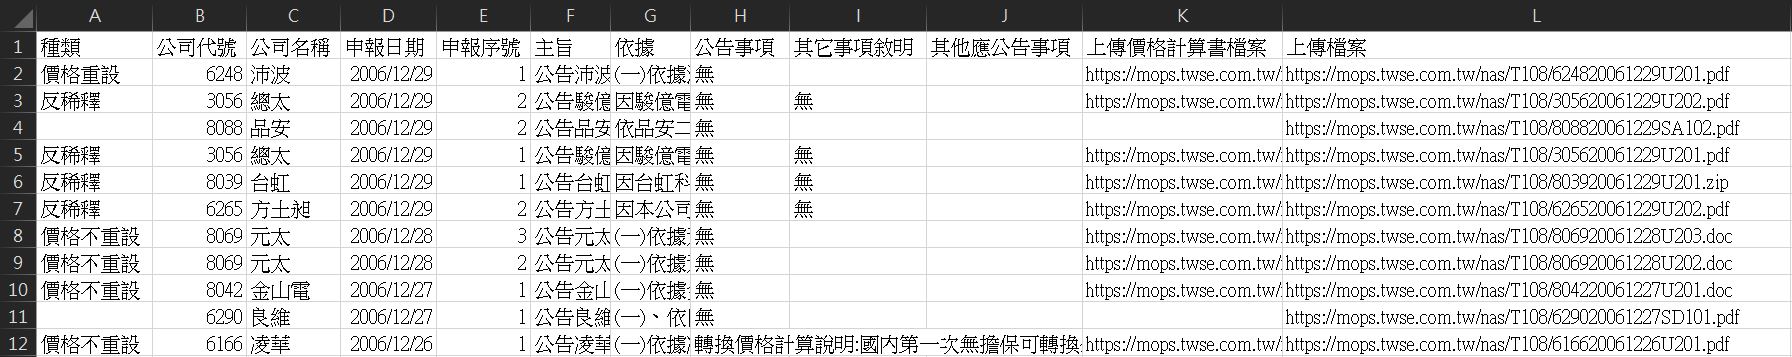 A B C D E F G H I J K L
1 種類 公司代號 公司名稱 申報日期 申報序號 主旨 依據 公告事項 其它事項敘明 其他應公告事項 上傳價格計算書檔案 上傳檔案
2 價格重設 6248 沛波 2006/12/29 1 公告沛波 (一)依據 無 https://mops.twse.com.tw/ https://mops.twse.com.tw/nas/T108/624820061229U201.pdf
3 反稀釋 3056 總太 2006/12/29 2 公告駿億 因駿億電 無 無 https://mops.twse.com.tw/ https://mops.twse.com.tw/nas/T108/305620061229U202.pdf
4 8088 品安 2006/12/29 2 公告品安 依品安二 無 https://mops.twse.com.tw/nas/T108/808820061229SA102.pdf
5 反稀釋 3056 總太 2006/12/29 1 公告駿億 因駿億電 無 無 https://mops.twse.com.tw/ https://mops.twse.com.tw/nas/T108/305620061229U201.pdf
6 反稀釋 8039 台虹 2006/12/29 1 公告台虹 因台虹科 無 無 https://mops.twse.com.tw/ https://mops.twse.com.tw/nas/T108/803920061229U201.zip
7 反稀釋 6265 方土昶 2006/12/29 2 公告方土 因本公司 無 無 https://mops.twse.com.tw/ https://mops.twse.com.tw/nas/T108/626520061229U202.pdf
8 價格不重設 8069 元太 2006/12/28 3 公告元太 (一)依據 無 https://mops.twse.com.tw/ https://mops.twse.com.tw/nas/T108/806920061228U203.doc
9 價格不重設 8069 元太 2006/12/28 2 公告元太 (一)依據 無 https://mops.twse.com.tw/ https://mops.twse.com.tw/nas/T108/806920061228U202.doc
10 價格不重設 8042 金山電 2006/12/27 1 公告金山 (一)依據 無 https://mops.twse.com.tw/ https://mops.twse.com.tw/nas/T108/804220061227U201.doc
11 6290 良維 2006/12/27 1 公告良維 (一)、依 無 https://mops.twse.com.tw/nas/T108/629020061227SD101.pdf
12 價格不重設 6166 凌華 2006/12/26 1 公告凌華 (一)依據 轉換價格計算說明:國內第一次無擔保可轉換 https://mops.twse.com.tw/ https://mops.twse.com.tw/nas/T108/616620061226U201.pdf